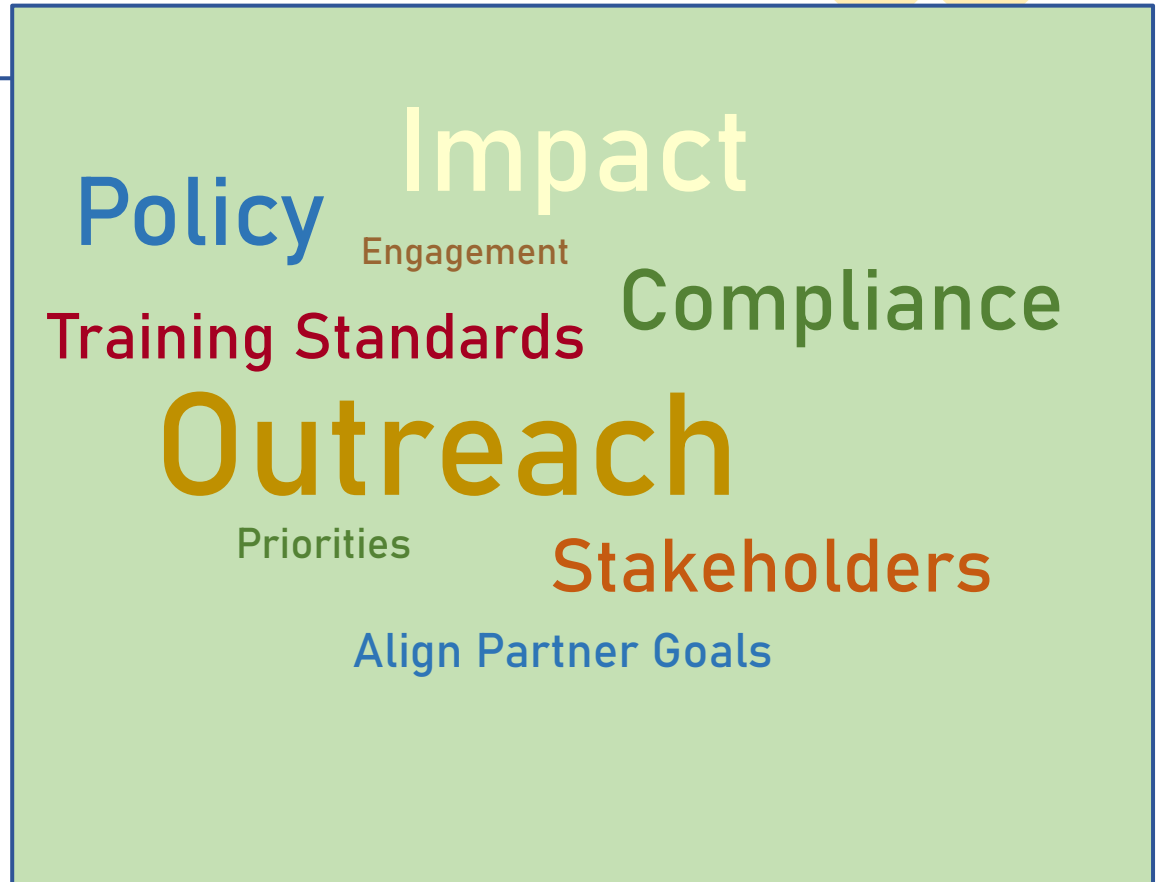 Impact
Policy
Engagement
Compliance
Training Standards
Outreach
Priorities
Stakeholders
Align Partner Goals